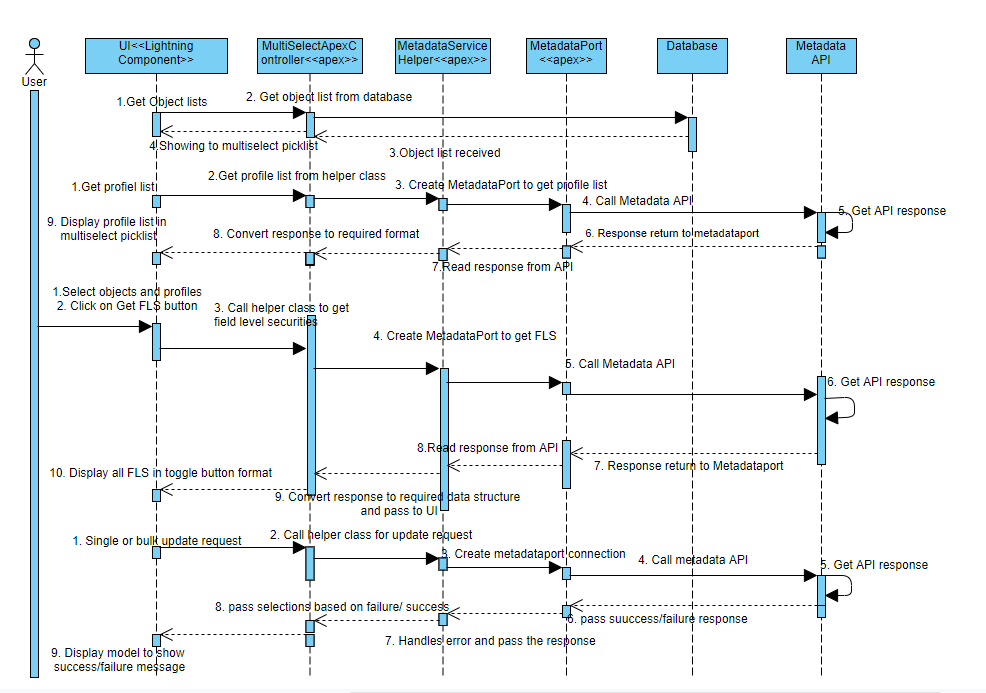 UI<<Lightning
Component>>
MultiSelectApexC
ontroller<<apex>>
MetadataService
Helper<<apex>>
MetadataPort
<<apex>>
Database
Metadata
API
User
1.Get Object lists
2. Get object list from database
4.Showing to multiselect picklist
3.Object list received
1.Get profiel list
2.Get profile list from helper class
3. Create MetadataPort to get profile list
4. Call Metadata API
5. Get API response
9. Display profile list in
multiselect picklist
8. Convert response to required format
6. Response return to metadataport
7.Read response from API
1.Select objects and profiles
2. Click on Get FLS button
3. Call helper class to get
field level securities
4. Create MetadataPort to get FLS
5. Call Metadata API
6. Get API response
8.Read response from API
7. Response return to Metadataport
10. Display all FLS in toggle button format
9. Convert response to required data structure
and pass to UI
1. Single or bulk update request
2. Call helper class for update request
3. Create metadataport connection
4. Call metadata API
5. Get API response
8. pass selections based on failure/ success
6. pass suuccess/failure response
7. Handles error and pass the response
9. Display model to show
success/failure message